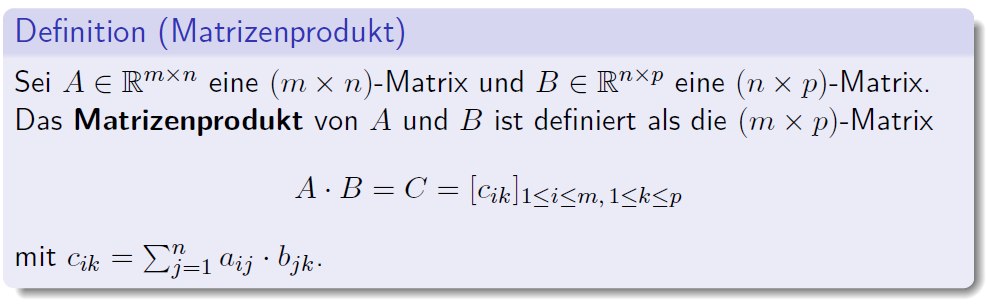 Definition (Matrizenprodukt)
Sei $A \in \mathbb{R}^{m \times n}$ eine $(m \times n)$-Matrix und $B \in \mathbb{R}^{n \times p}$ eine $(n \times p)$-Matrix.
Das Matrizenprodukt von $A$ und $B$ ist definiert als die $(m \times p)$-Matrix
$A \cdot B = C = [c_{ik}]_{1 \leq i \leq m,\, 1 \leq k \leq p}$
mit $c_{ik} = \sum_{j=1}^{n} a_{ij} \cdot b_{jk}$.